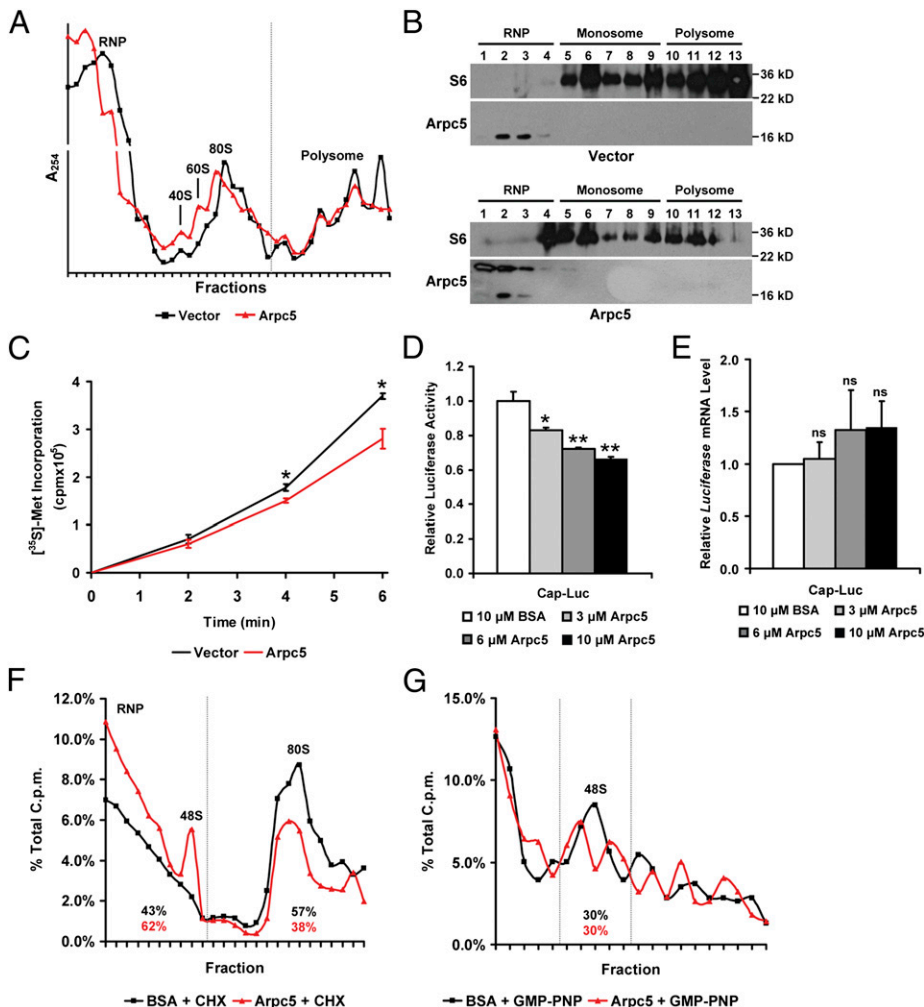 A
RNP
40S
60S
80S
Polysome
A254
Fractions
Vector
Arpc5
B
RNP Monosome Polysome
1 2 3 4 5 6 7 8 9 10 11 12 13
S6
36 kD
22 kD
Arpc5
16 kD
Vector
RNP Monosome Polysome
1 2 3 4 5 6 7 8 9 10 11 12 13
S6
36 kD
22 kD
Arpc5
16 kD
Arpc5
C
[35S]-Met Incorporation
(cpmx10^5)
4
3
2
1
0
0 1 2 3 4 5 6
*
*
Time (min)
Vector
Arpc5
D
Relative Luciferase Activity
1.2
1.0
0.8
0.6
0.4
0.2
0.0
*
**
**
Cap-Luc
10 µM BSA
3 µM Arpc5
6 µM Arpc5
10 µM Arpc5
E
Relative Luciferase mRNA Level
2.0
1.5
1.0
0.5
0.0
ns
ns
ns
Cap-Luc
10 µM BSA
3 µM Arpc5
6 µM Arpc5
10 µM Arpc5
F
% Total C.p.m.
12.0%
10.0%
8.0%
6.0%
4.0%
2.0%
0.0%
RNP
48S
80S
43%
62%
57%
38%
Fraction
BSA + CHX
Arpc5 + CHX
G
% Total C.p.m.
15.0%
10.0%
5.0%
0.0%
48S
30%
30%
Fraction
BSA + GMP-PNP
Arpc5 + GMP-PNP